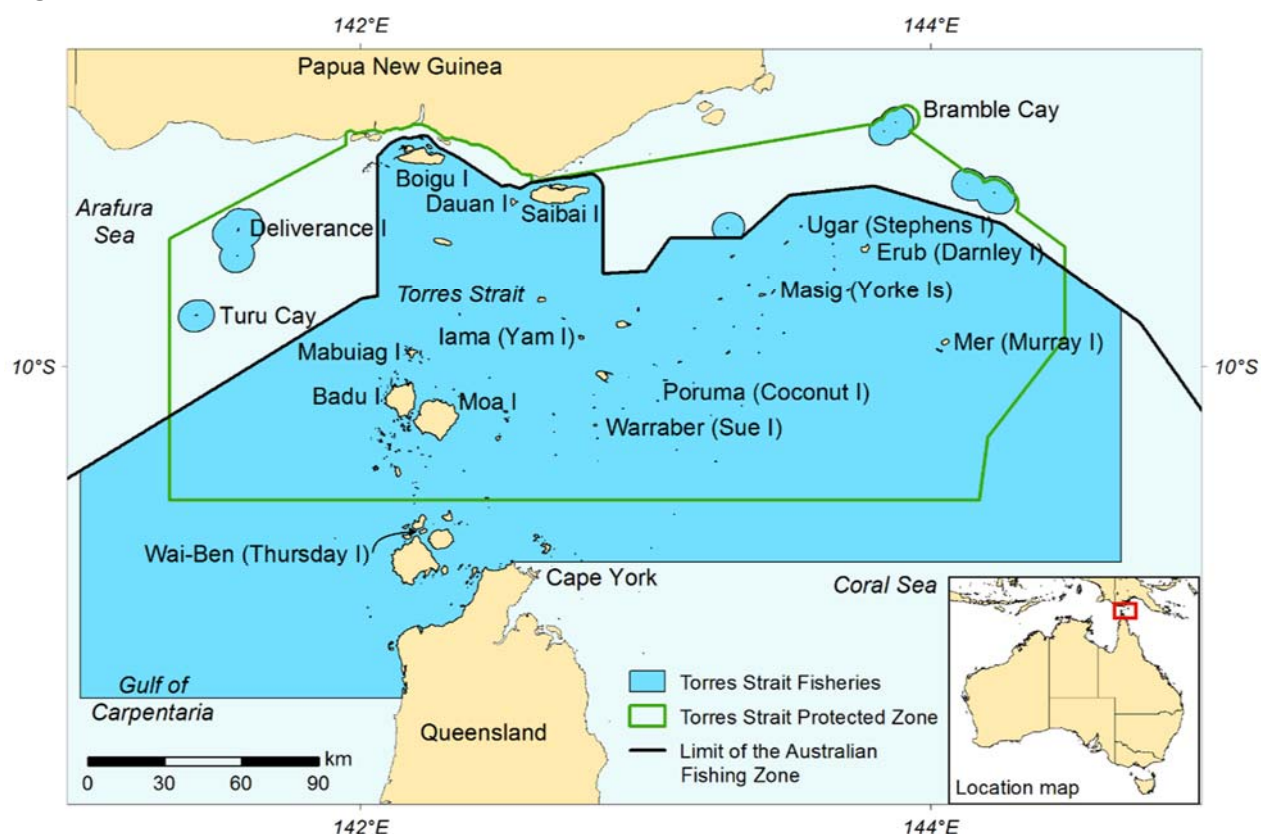 142°E
144°E
Papua New Guinea
Bramble Cay
Boigu I
Dauan I
Saibai I
Arafura
Sea
Deliverance I
Ugar (Stephens I)
Erub (Darnley I)
Masig (Yorke Is)
Torres Strait
Turu Cay
Iama (Yam I)
Mer (Murray I)
Mabuiag I
10°S
10°S
Badu I
Moa I
Poruma (Coconut I)
Warraber (Sue I)
Wai-Ben (Thursday I)
Cape York
Coral Sea
Gulf of
Carpentaria
Queensland
Torres Strait Fisheries
Torres Strait Protected Zone
Limit of the Australian
Fishing Zone
km
0 30 60 90
Location map
142°E
144°E